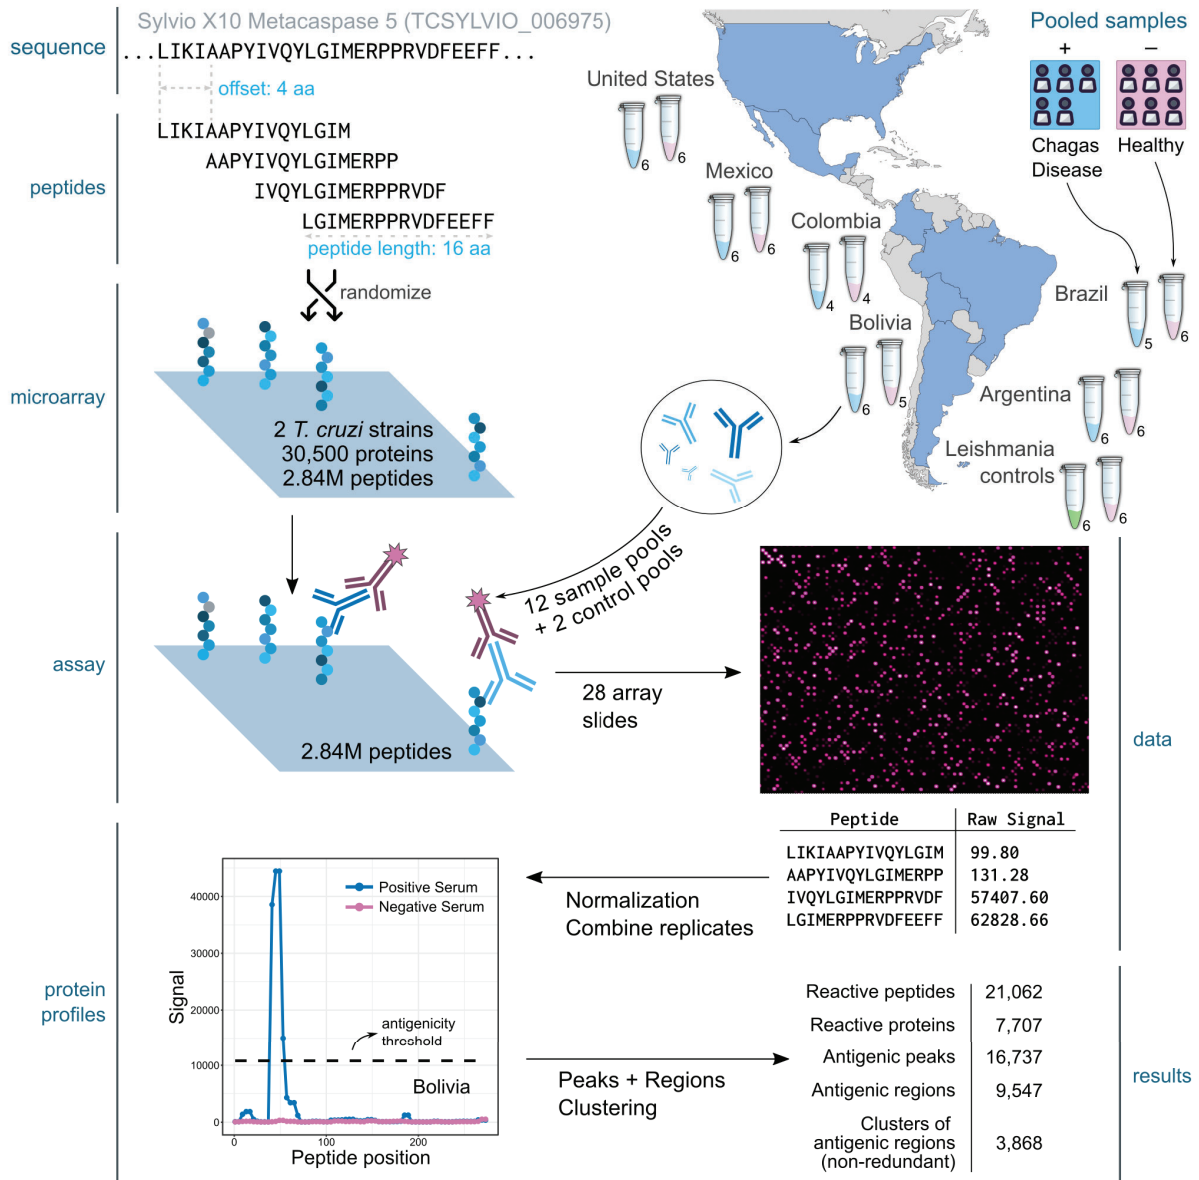 sequence
Sylvio X10 Metacaspase 5 (TCSYLVIO_006975)
...LIKIAAPYIVQYLGIMERPPRVDFEEFF...
offset: 4 aa
peptides
LIKIAAPYIVQYLGIM
AAPYIVQYLGIMERPP
IVQYLGIMERPPRVDF
LGIMERPPRVDFEEFF
peptide length: 16 aa
randomize
microarray
2 T. cruzi strains
30,500 proteins
2.84M peptides
Pooled samples
+
−
Chagas
Disease
Healthy
United States
6
6
Mexico
6
6
Colombia
4
4
Bolivia
6
5
Brazil
5
6
Argentina
6
6
Leishmania
controls
6
6
assay
12 sample pools
+ 2 control pools
2.84M peptides
28 array
slides
data
Peptide Raw Signal
LIKIAAPYIVQYLGIM 99.80
AAPYIVQYLGIMERPP 131.28
IVQYLGIMERPPRVDF 57407.60
LGIMERPPRVDFEEFF 62828.66
Normalization
Combine replicates
protein
profiles
Signal
40000
30000
20000
10000
0
Positive Serum
Negative Serum
antigenicity
threshold
Bolivia
0
100
200
Peptide position
Peaks + Regions
Clustering
results
Reactive peptides 21,062
Reactive proteins 7,707
Antigenic peaks 16,737
Antigenic regions 9,547
Clusters of
antigenic regions 3,868
(non-redundant)